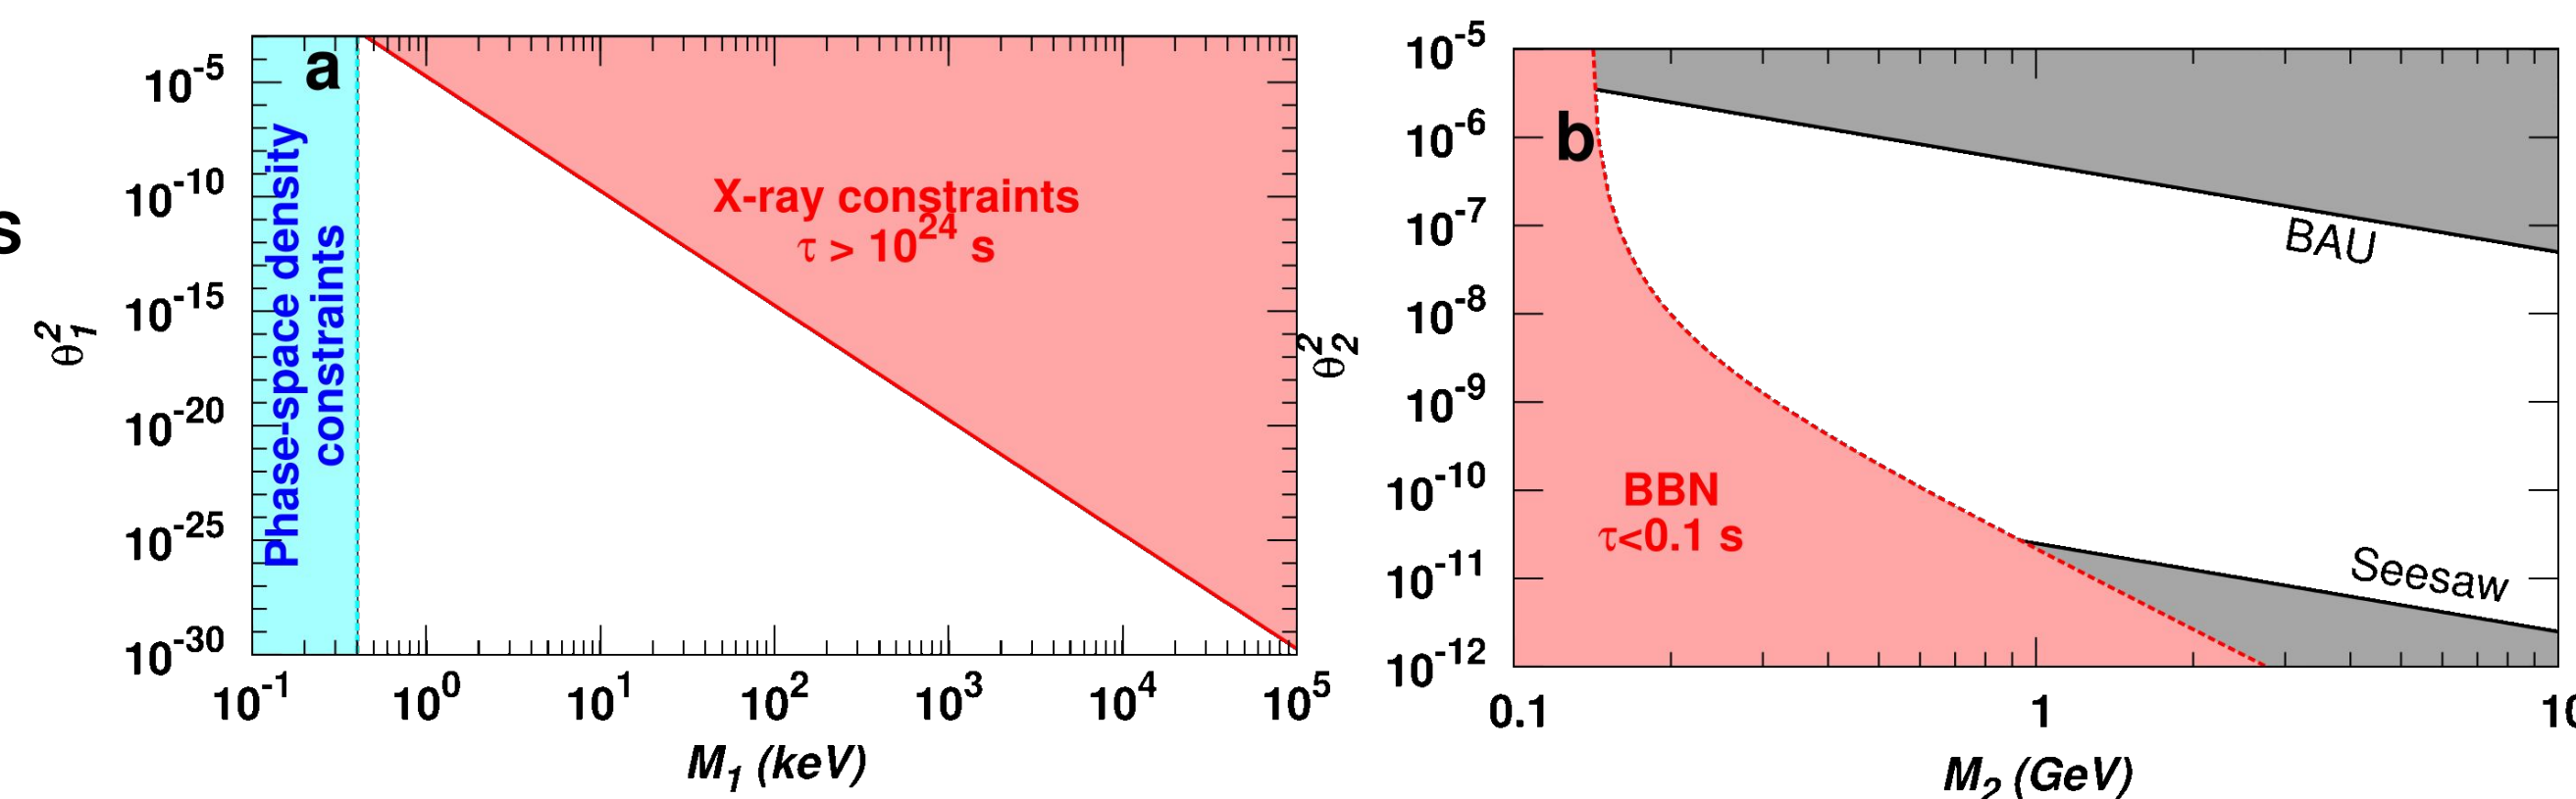 s
a
Phase-space density
constraints
X-ray constraints
τ > 10^24 s
θ_1^2
10^-5
10^-10
10^-15
10^-20
10^-25
10^-30
10^-1 10^0 10^1 10^2 10^3 10^4 10^5
M_1 (keV)
b
BAU
BBN
τ<0.1 s
Seesaw
θ_2^2
10^-5
10^-6
10^-7
10^-8
10^-9
10^-10
10^-11
10^-12
0.1 1 10
M_2 (GeV)